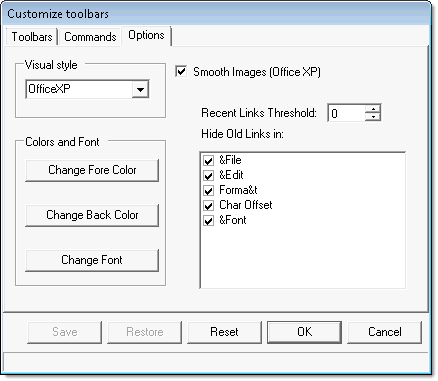 Customize toolbars
Toolbars Commands Options
Visual style
OfficeXP
Smooth Images (Office XP)
Recent Links Threshold: 0
Hide Old Links in:
Colors and Font
Change Fore Color
Change Back Color
Change Font
&File
&Edit
Forma&t
Char Offset
&Font
Save Restore Reset OK Cancel